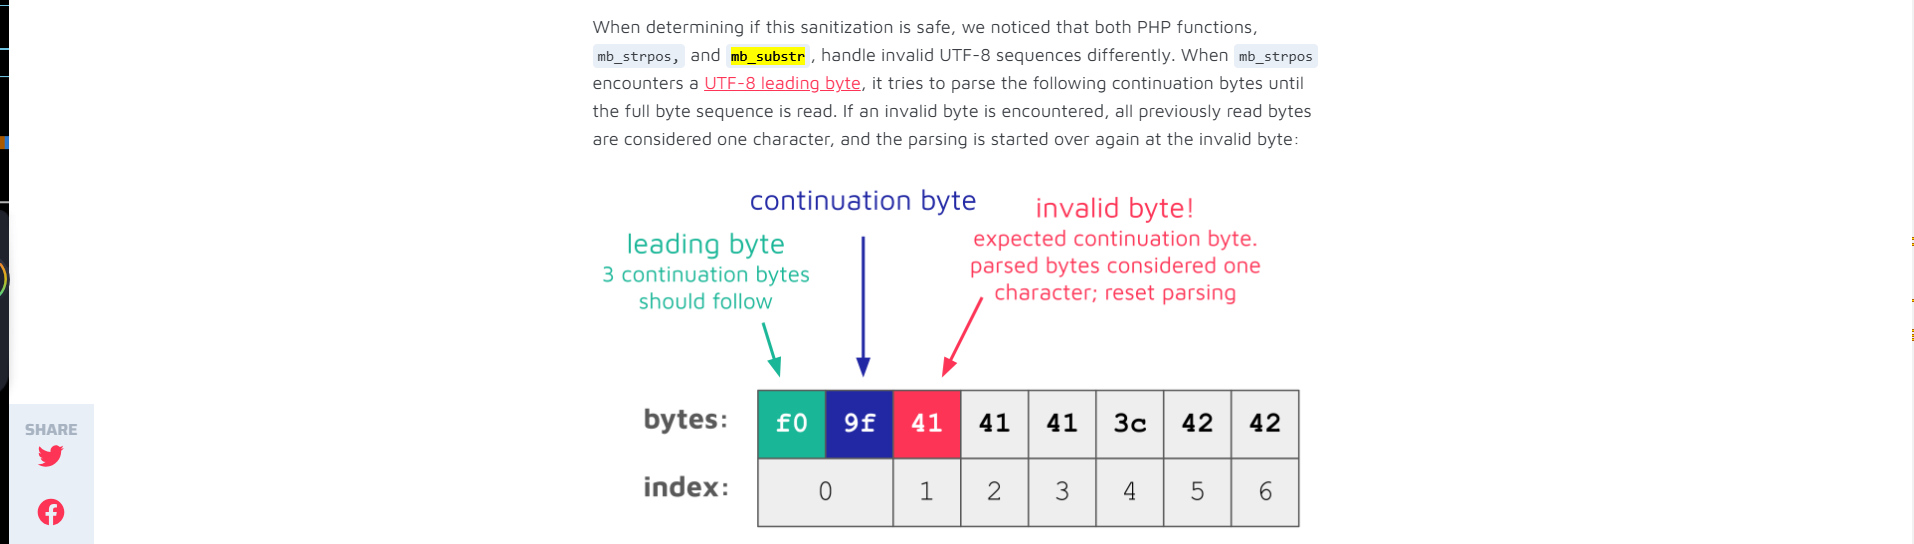 When determining if this sanitization is safe, we noticed that both PHP functions,
mb_strpos, and mb_substr, handle invalid UTF-8 sequences differently. When mb_strpos
encounters a UTF-8 leading byte, it tries to parse the following continuation bytes until
the full byte sequence is read. If an invalid byte is encountered, all previously read bytes
are considered one character, and the parsing is started over again at the invalid byte:
continuation byte
invalid byte!
expected continuation byte.
parsed bytes considered one
character; reset parsing
leading byte
3 continuation bytes
should follow
bytes: f0 9f 41 41 41 3c 42 42
index: 0 1 2 3 4 5 6
SHARE